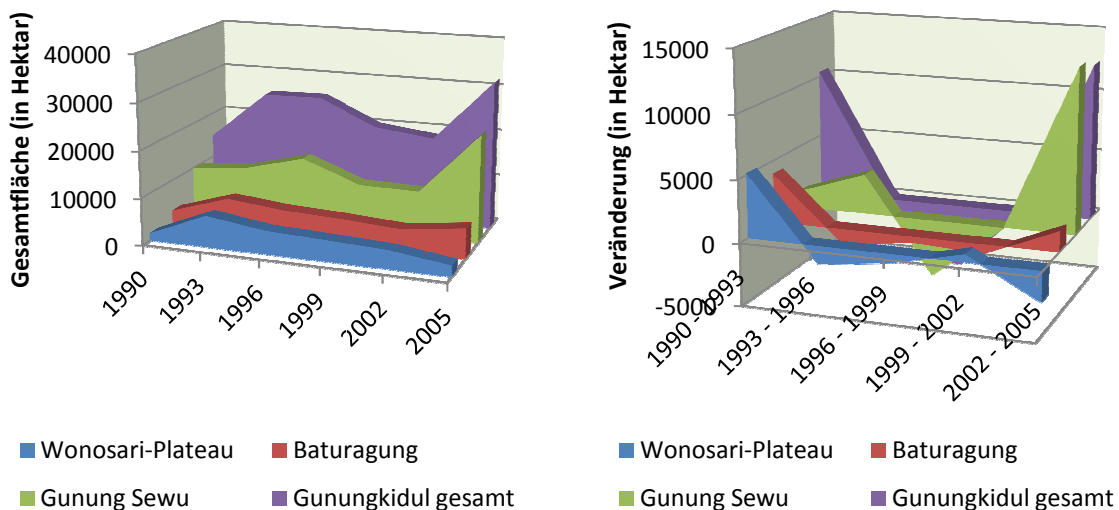 Gesamtfläche (in Hektar)
40000
30000
20000
10000
0
1990
1993
1996
1999
2002
2005
Wonosari-Plateau
Baturagung
Gunung Sewu
Gunungkidul gesamt
Veränderung (in Hektar)
15000
10000
5000
0
-5000
1990 - 1993
1993 - 1996
1996 - 1999
1999 - 2002
2002 - 2005
Wonosari-Plateau
Baturagung
Gunung Sewu
Gunungkidul gesamt